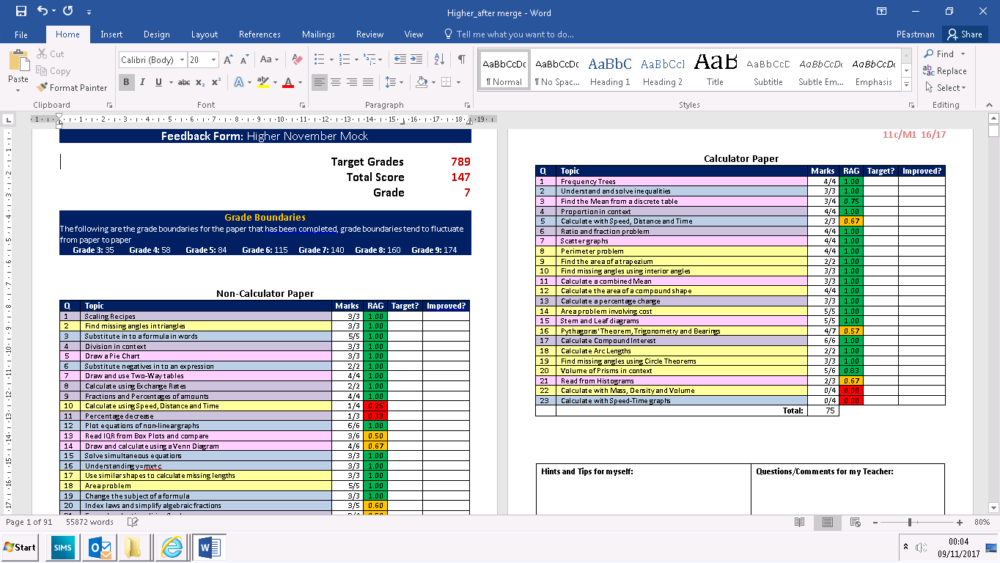 Higher_after merge - Word
File Home Insert Design Layout References Mailings Review View Tell me what you want to do... PEastman Share
Paste
Cut
Copy
Format Painter
Calibri (Body) 20
AaBbCcDc AaBbCcDc AaBbC AaBbCcI AaB AaBbCcD AaBbCcDc AaBbCcDc
¶ Normal ¶ No Spac... Heading 1 Heading 2 Title Subtitle Subtle Em... Emphasis
Find
Replace
Select
Clipboard Font Paragraph Styles Editing
Feedback Form: Higher November Mock
Target Grades 789
Total Score 147
Grade 7
Grade Boundaries
The following are the grade boundaries for the paper that has been completed, grade boundaries tend to fluctuate
from paper to paper
Grade 3: 35 Grade 4: 58 Grade 5: 84 Grade 6: 115 Grade 7: 140 Grade 8: 160 Grade 9: 174
Non-Calculator Paper
Q Topic Marks RAG Target? Improved?
1 Scaling Recipes 3/3 1.00
2 Find missing angles in triangles 3/3 1.00
3 Substitute in to a formula in words 5/5 1.00
4 Division in context 3/3 1.00
5 Draw a Pie Chart 3/3 1.00
6 Substitute negatives in to an expression 2/2 1.00
7 Draw and use Two-Way tables 4/4 1.00
8 Calculate using Exchange Rates 2/2 1.00
9 Fractions and Percentages of amounts 4/4 1.00
10 Calculate using Speed, Distance and Time 1/4 0.25
11 Percentage decrease 1/3 0.33
12 Plot equations of non-linear graphs 6/6 1.00
13 Read IQR from Box Plots and compare 3/6 0.50
14 Draw and calculate using a Venn Diagram 4/6 0.67
15 Solve simultaneous equations 3/3 1.00
16 Understanding y=mx+c 3/3 1.00
17 Use similar shapes to calculate missing lengths 3/3 1.00
18 Area problem 5/5 1.00
19 Change the subject of a formula 3/3 1.00
20 Index laws and simplify algebraic fractions 3/5 0.60
11c/M1 16/17
Calculator Paper
Q Topic Marks RAG Target? Improved?
1 Frequency Trees 4/4 1.00
2 Understand and solve inequalities 3/3 1.00
3 Find the Mean from a discrete table 3/4 0.75
4 Proportion in context 4/4 1.00
5 Calculate with Speed, Distance and Time 2/3 0.67
6 Ratio and fraction problem 4/4 1.00
7 Scatter graphs 4/4 1.00
8 Perimeter problem 4/4 1.00
9 Find the area of a trapezium 2/2 1.00
10 Find missing angles using interior angles 3/3 1.00
11 Calculate a combined Mean 3/3 1.00
12 Calculate the area of a compound shape 4/4 1.00
13 Calculate a percentage change 3/3 1.00
14 Area problem involving cost 5/5 1.00
15 Stem and Leaf diagrams 5/5 1.00
16 Pythagoras' Theorem, Trigonometry and Bearings 4/7 0.57
17 Calculate Compound Interest 6/6 1.00
18 Calculate Arc Lengths 2/2 1.00
19 Find missing angles using Circle Theorems 3/3 1.00
20 Volume of Prisms in context 5/6 0.83
21 Read from Histograms 2/3 0.67
22 Calculate with Mass, Density and Volume 0/4 0.00
23 Calculate with Speed-Time graphs 0/4 0.00
Total: 75
Hints and Tips for myself: Questions/Comments for my Teacher:
Page 1 of 91 55872 words 80%
Start SIMS 00:04
09/11/2017